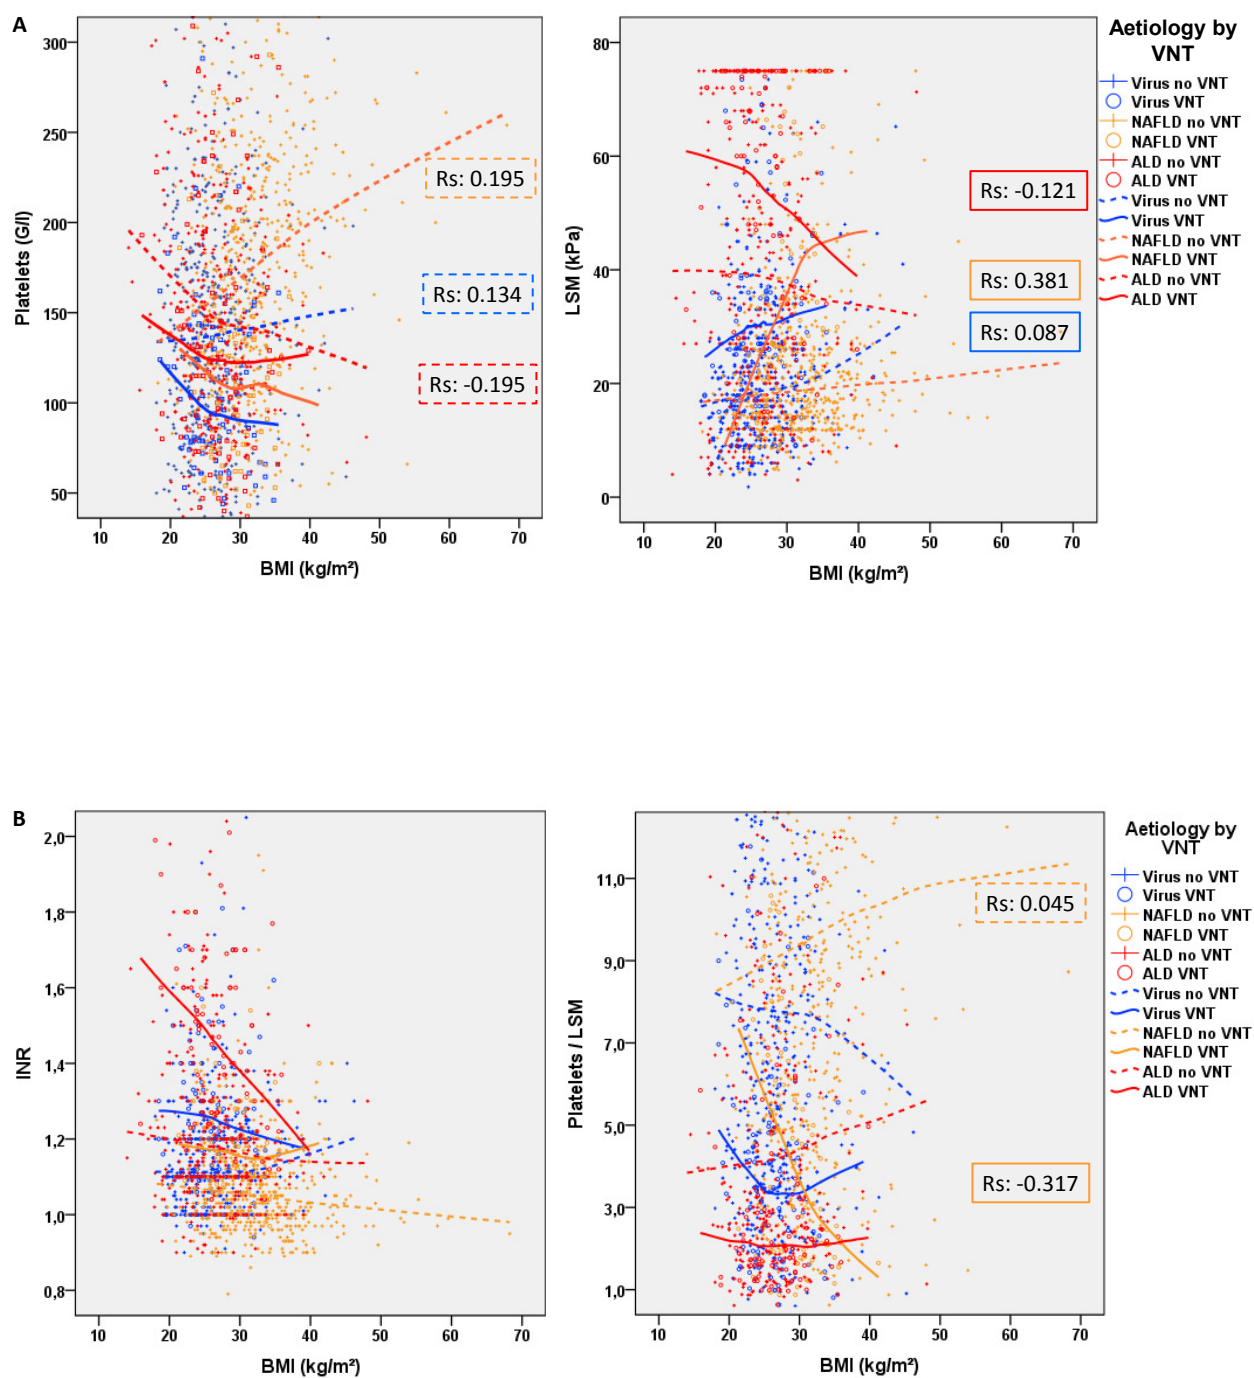 A
Platelets (G/l)
300
250
200
150
100
50
10 20 30 40 50 60 70
BMI (kg/m²)
Rs: 0.195
Rs: 0.134
Rs: -0.195
LSM (kPa)
80
60
40
20
0
10 20 30 40 50 60 70
BMI (kg/m²)
Rs: -0.121
Rs: 0.381
Rs: 0.087
Aetiology by
VNT
Virus no VNT
Virus VNT
NAFLD no VNT
NAFLD VNT
ALD no VNT
ALD VNT
Virus no VNT
Virus VNT
NAFLD no VNT
NAFLD VNT
ALD no VNT
ALD VNT
B
INR
2,0
1,8
1,6
1,4
1,2
1,0
0,8
10 20 30 40 50 60 70
BMI (kg/m²)
Platelets / LSM
11,0
9,0
7,0
5,0
3,0
1,0
10 20 30 40 50 60 70
BMI (kg/m²)
Rs: 0.045
Rs: -0.317
Aetiology by
VNT
Virus no VNT
Virus VNT
NAFLD no VNT
NAFLD VNT
ALD no VNT
ALD VNT
Virus no VNT
Virus VNT
NAFLD no VNT
NAFLD VNT
ALD no VNT
ALD VNT